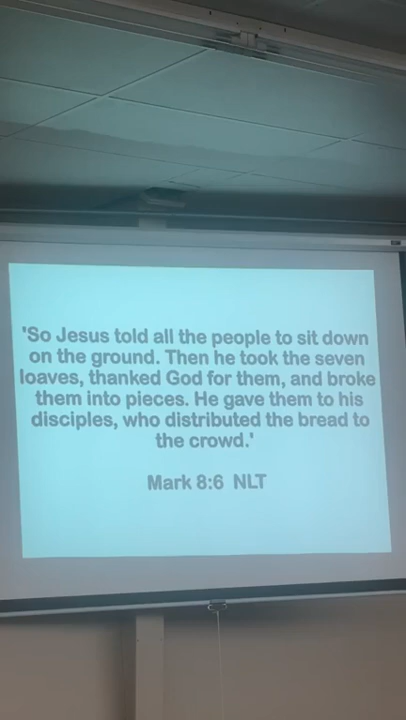 'So Jesus told all the people to sit down
on the ground. Then he took the seven
loaves, thanked God for them, and broke
them into pieces. He gave them to his
disciples, who distributed the bread to
the crowd.'
Mark 8:6 NLT